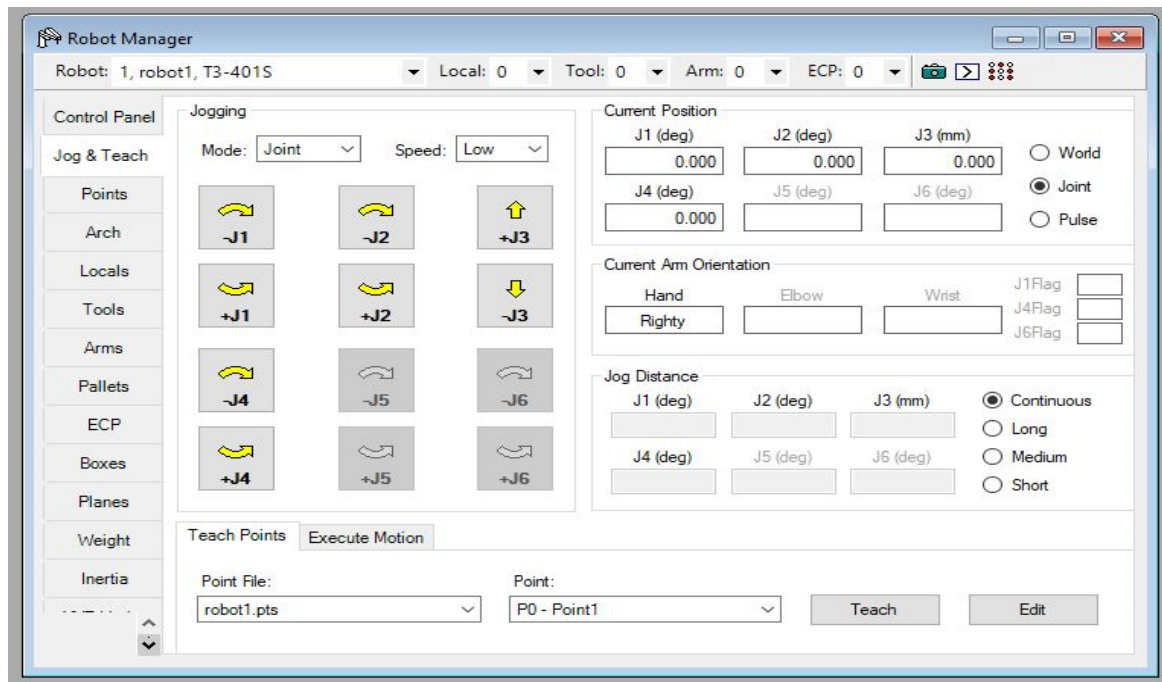 Robot Manager
Robot: 1, robot1, T3-401S Local: 0 Tool: 0 Arm: 0 ECP: 0
Control Panel
Jog & Teach
Points
Arch
Locals
Tools
Arms
Pallets
ECP
Boxes
Planes
Weight
Inertia
Jogging
Mode: Joint Speed: Low
-J1 -J2 +J3
+J1 +J2 -J3
-J4 -J5 -J6
+J4 +J5 +J6
Current Position
J1 (deg) J2 (deg) J3 (mm)
0.000 0.000 0.000
J4 (deg) J5 (deg) J6 (deg)
0.000
World
Joint
Pulse
Current Arm Orientation
Hand Elbow Wrist
Righty
J1Flag
J4Flag
J6Flag
Jog Distance
J1 (deg) J2 (deg) J3 (mm)
J4 (deg) J5 (deg) J6 (deg)
Continuous
Long
Medium
Short
Teach Points Execute Motion
Point File: Point:
robot1.pts P0 - Point1 Teach Edit